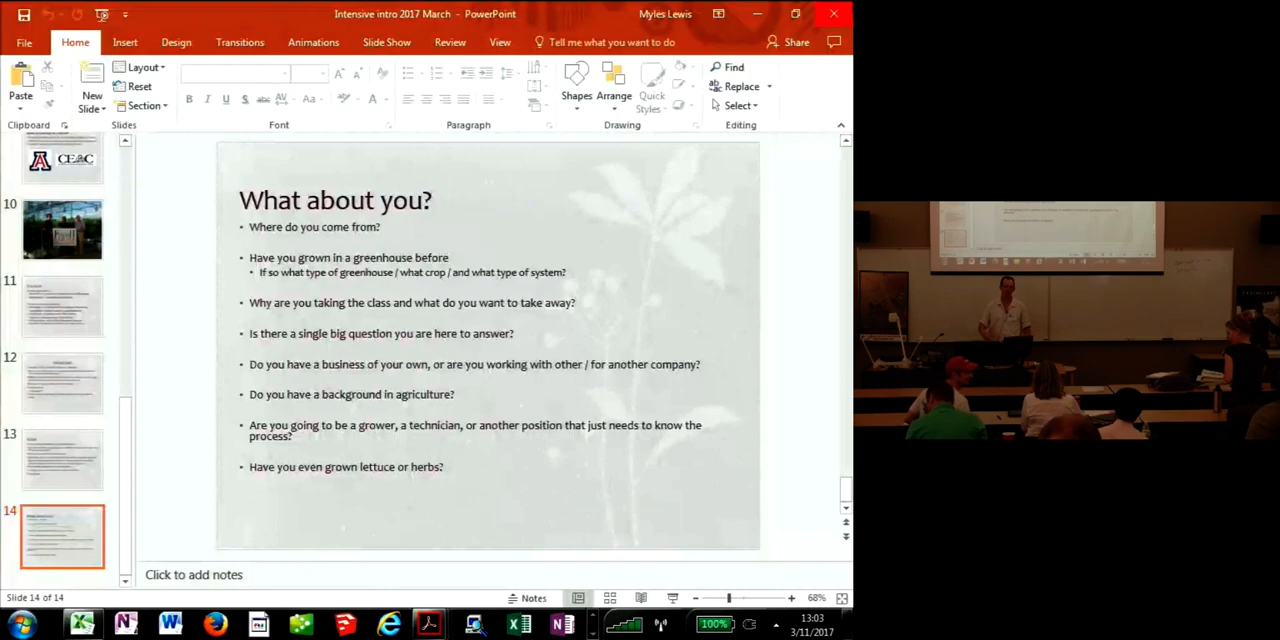 Intensive intro 2017 March - PowerPoint
Myles Lewis
File Home Insert Design Transitions Animations Slide Show Review View Tell me what you want to do Share
Paste
New Slide
Layout
Reset
Section
B I U S abc AV Aa A
Shapes Arrange Quick Styles
Find
Replace
Select
Clipboard Slides Font Paragraph Drawing Editing
A CEAC
10
11
12
13
14
What about you?
• Where do you come from?
• Have you grown in a greenhouse before
• If so what type of greenhouse / what crop / and what type of system?
• Why are you taking the class and what do you want to take away?
• Is there a single big question you are here to answer?
• Do you have a business of your own, or are you working with other / for another company?
• Do you have a background in agriculture?
• Are you going to be a grower, a technician, or another position that just needs to know the
process?
• Have you even grown lettuce or herbs?
Click to add notes
Slide 14 of 14
Notes
68%
100%
13:03
3/11/2017